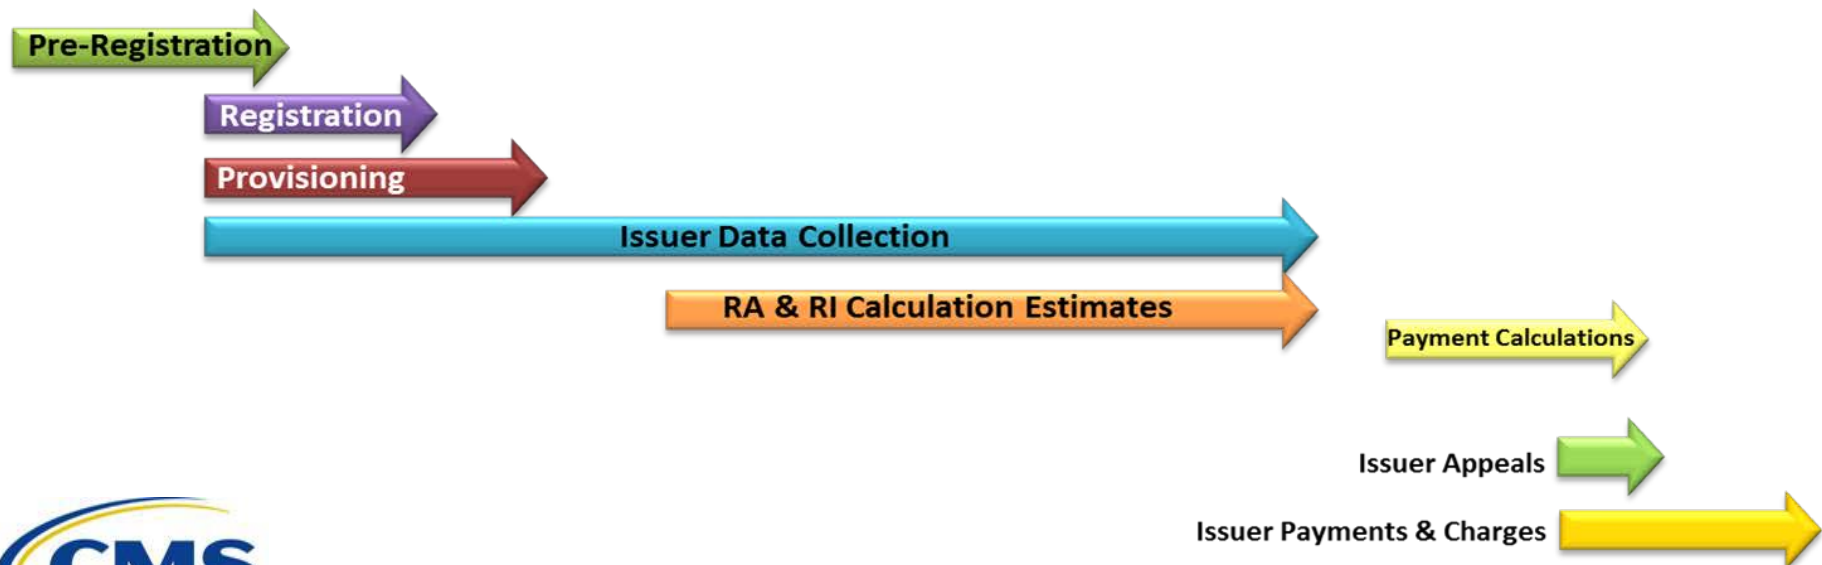 Pre-Registration
Registration
Provisioning
Issuer Data Collection
RA & RI Calculation Estimates
Payment Calculations
Issuer Appeals
Issuer Payments & Charges
CMS